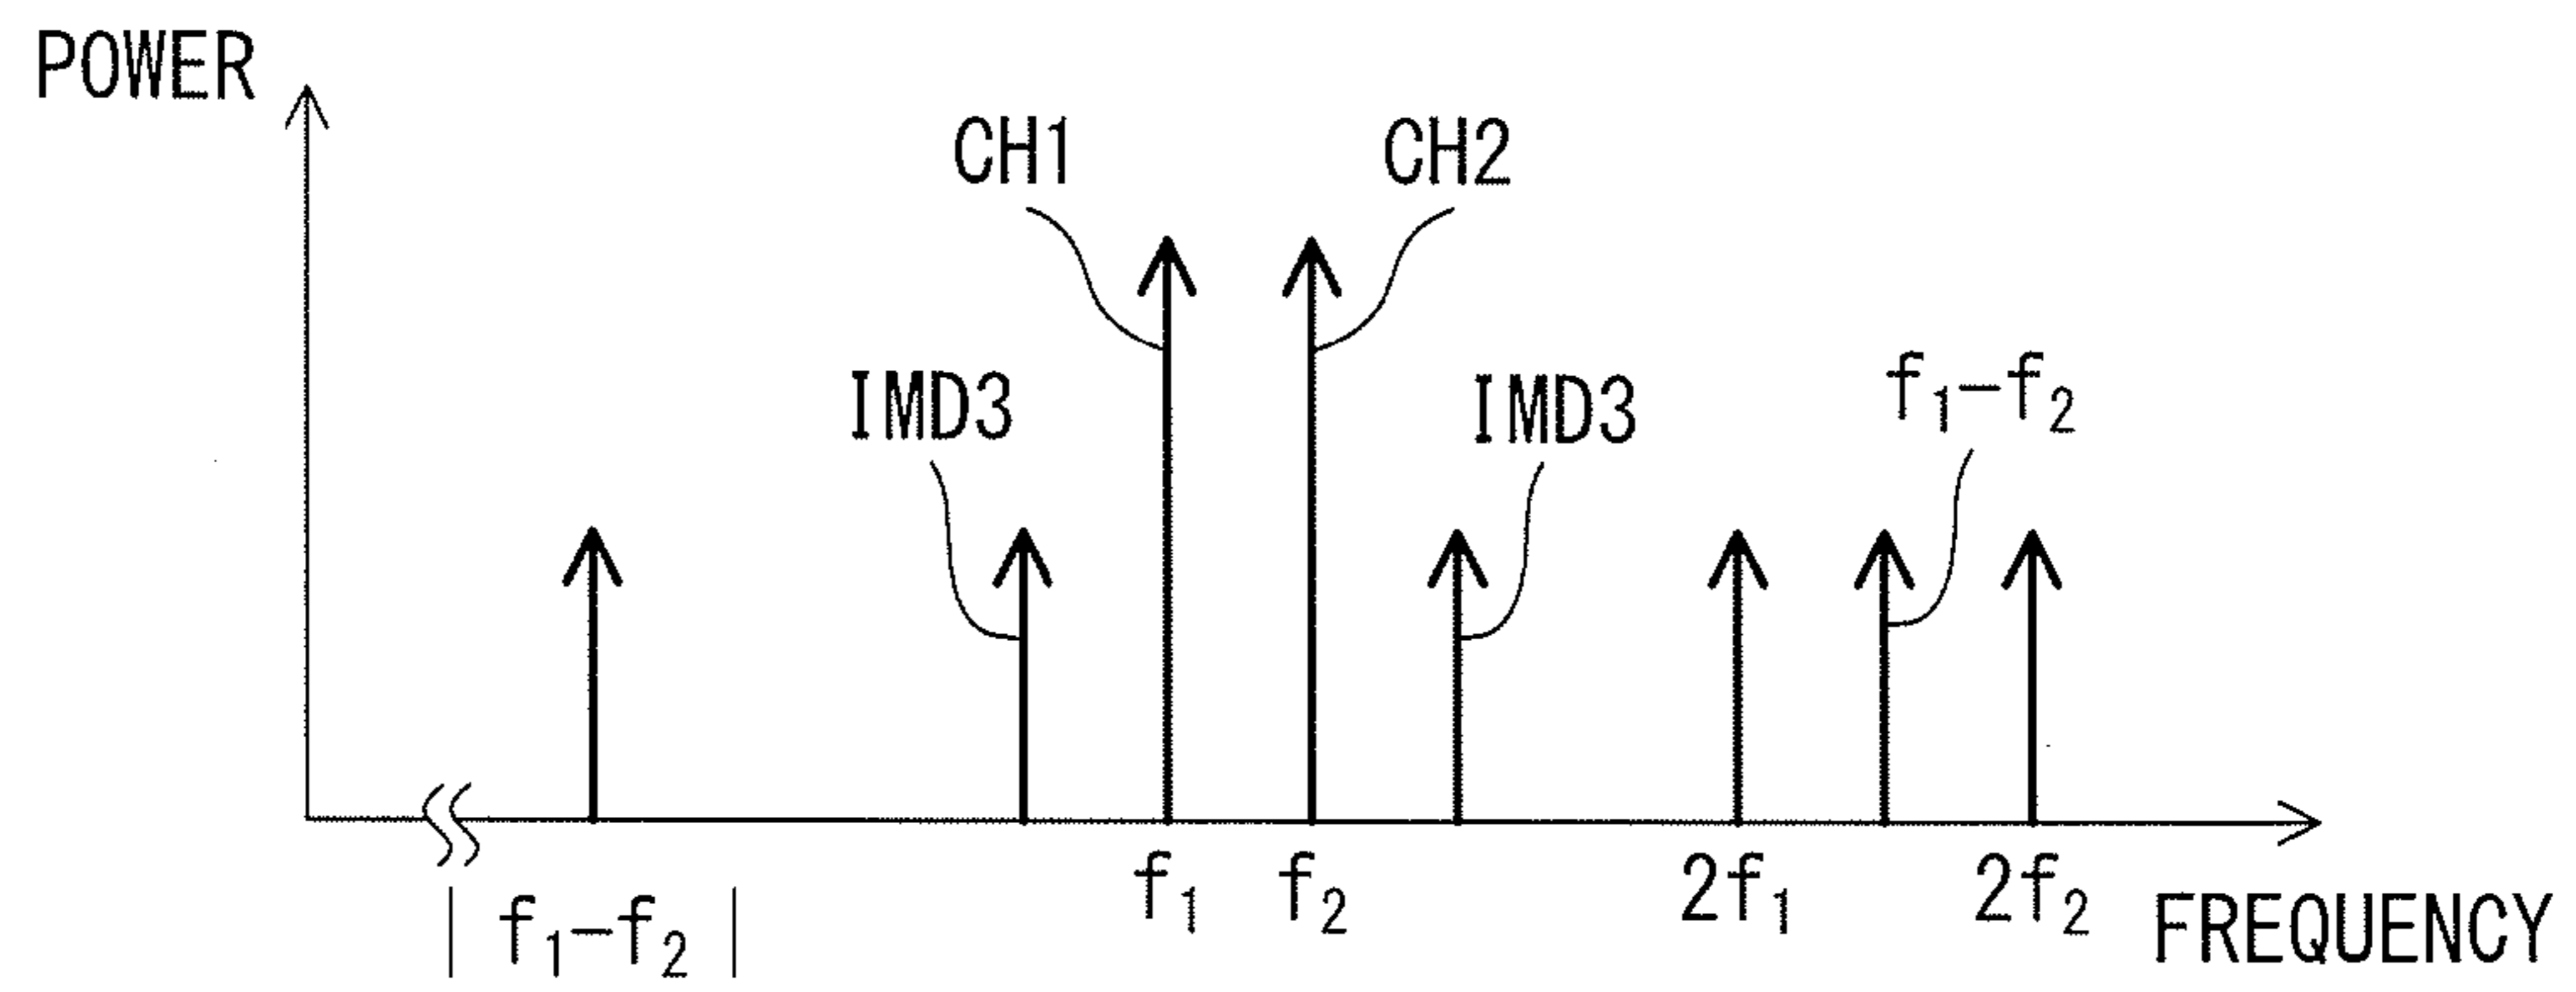 POWER
CH1
CH2
IMD3
IMD3
f₁−f₂
f₁
f₂
2f₁
2f₂
|f₁−f₂|
FREQUENCY